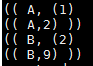 (( A, (1)
(( A,2) ))
(( B, (2)
(( B,9) ))